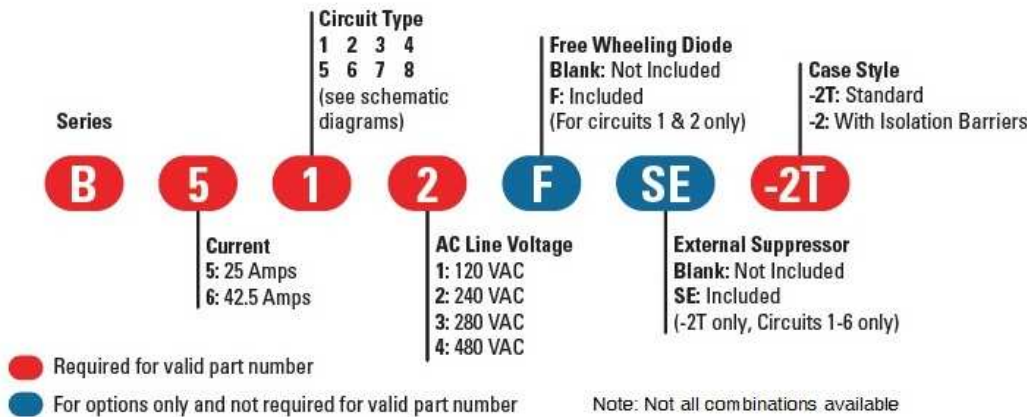 Circuit Type
1 2 3 4
5 6 7 8
(see schematic
diagrams)
Free Wheeling Diode
Blank: Not Included
F: Included
(For circuits 1 & 2 only)
Case Style
-2T: Standard
-2: With Isolation Barriers
Series
B 5 1 2 F SE -2T
Current
5: 25 Amps
6: 42.5 Amps
AC Line Voltage
1: 120 VAC
2: 240 VAC
3: 280 VAC
4: 480 VAC
External Suppressor
Blank: Not Included
SE: Included
(-2T only, Circuits 1-6 only)
Required for valid part number
For options only and not required for valid part number
Note: Not all combinations available